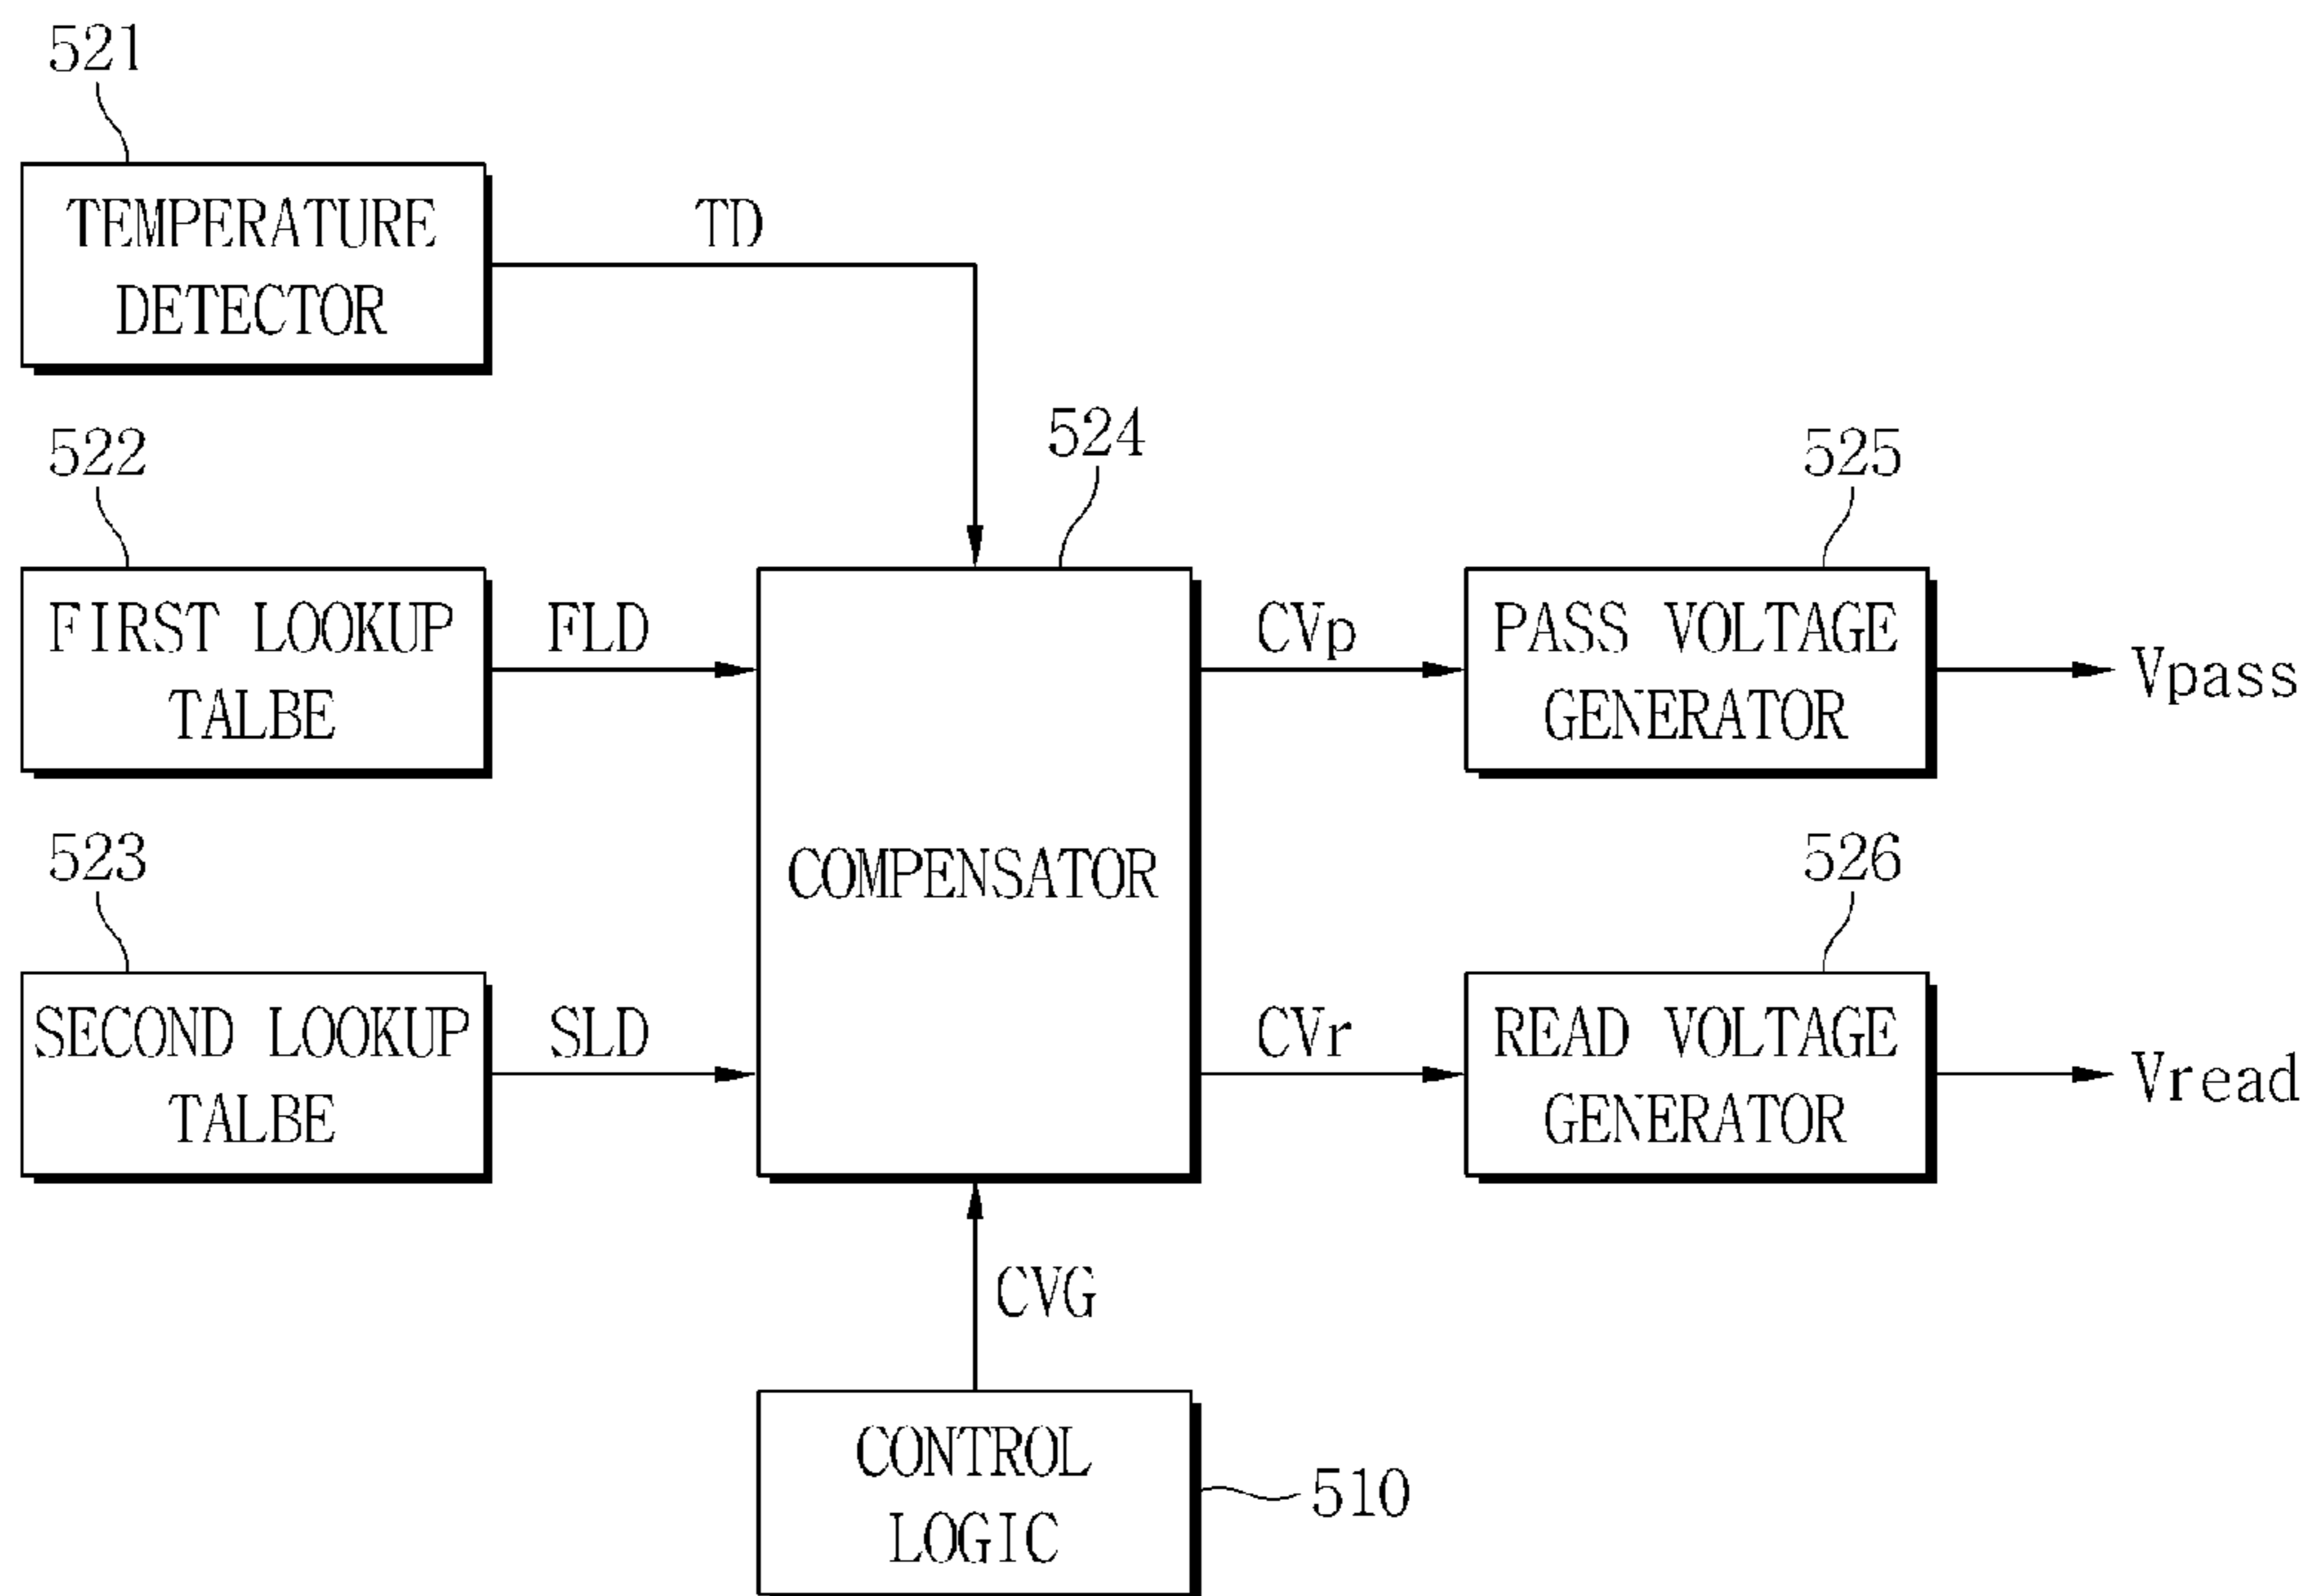 521
TEMPERATURE
DETECTOR
TD
522
FIRST LOOKUP
TALBE
FLD
523
SECOND LOOKUP
TALBE
SLD
524
COMPENSATOR
CVp
525
PASS VOLTAGE
GENERATOR
Vpass
CVr
526
READ VOLTAGE
GENERATOR
Vread
CVG
CONTROL
LOGIC
510